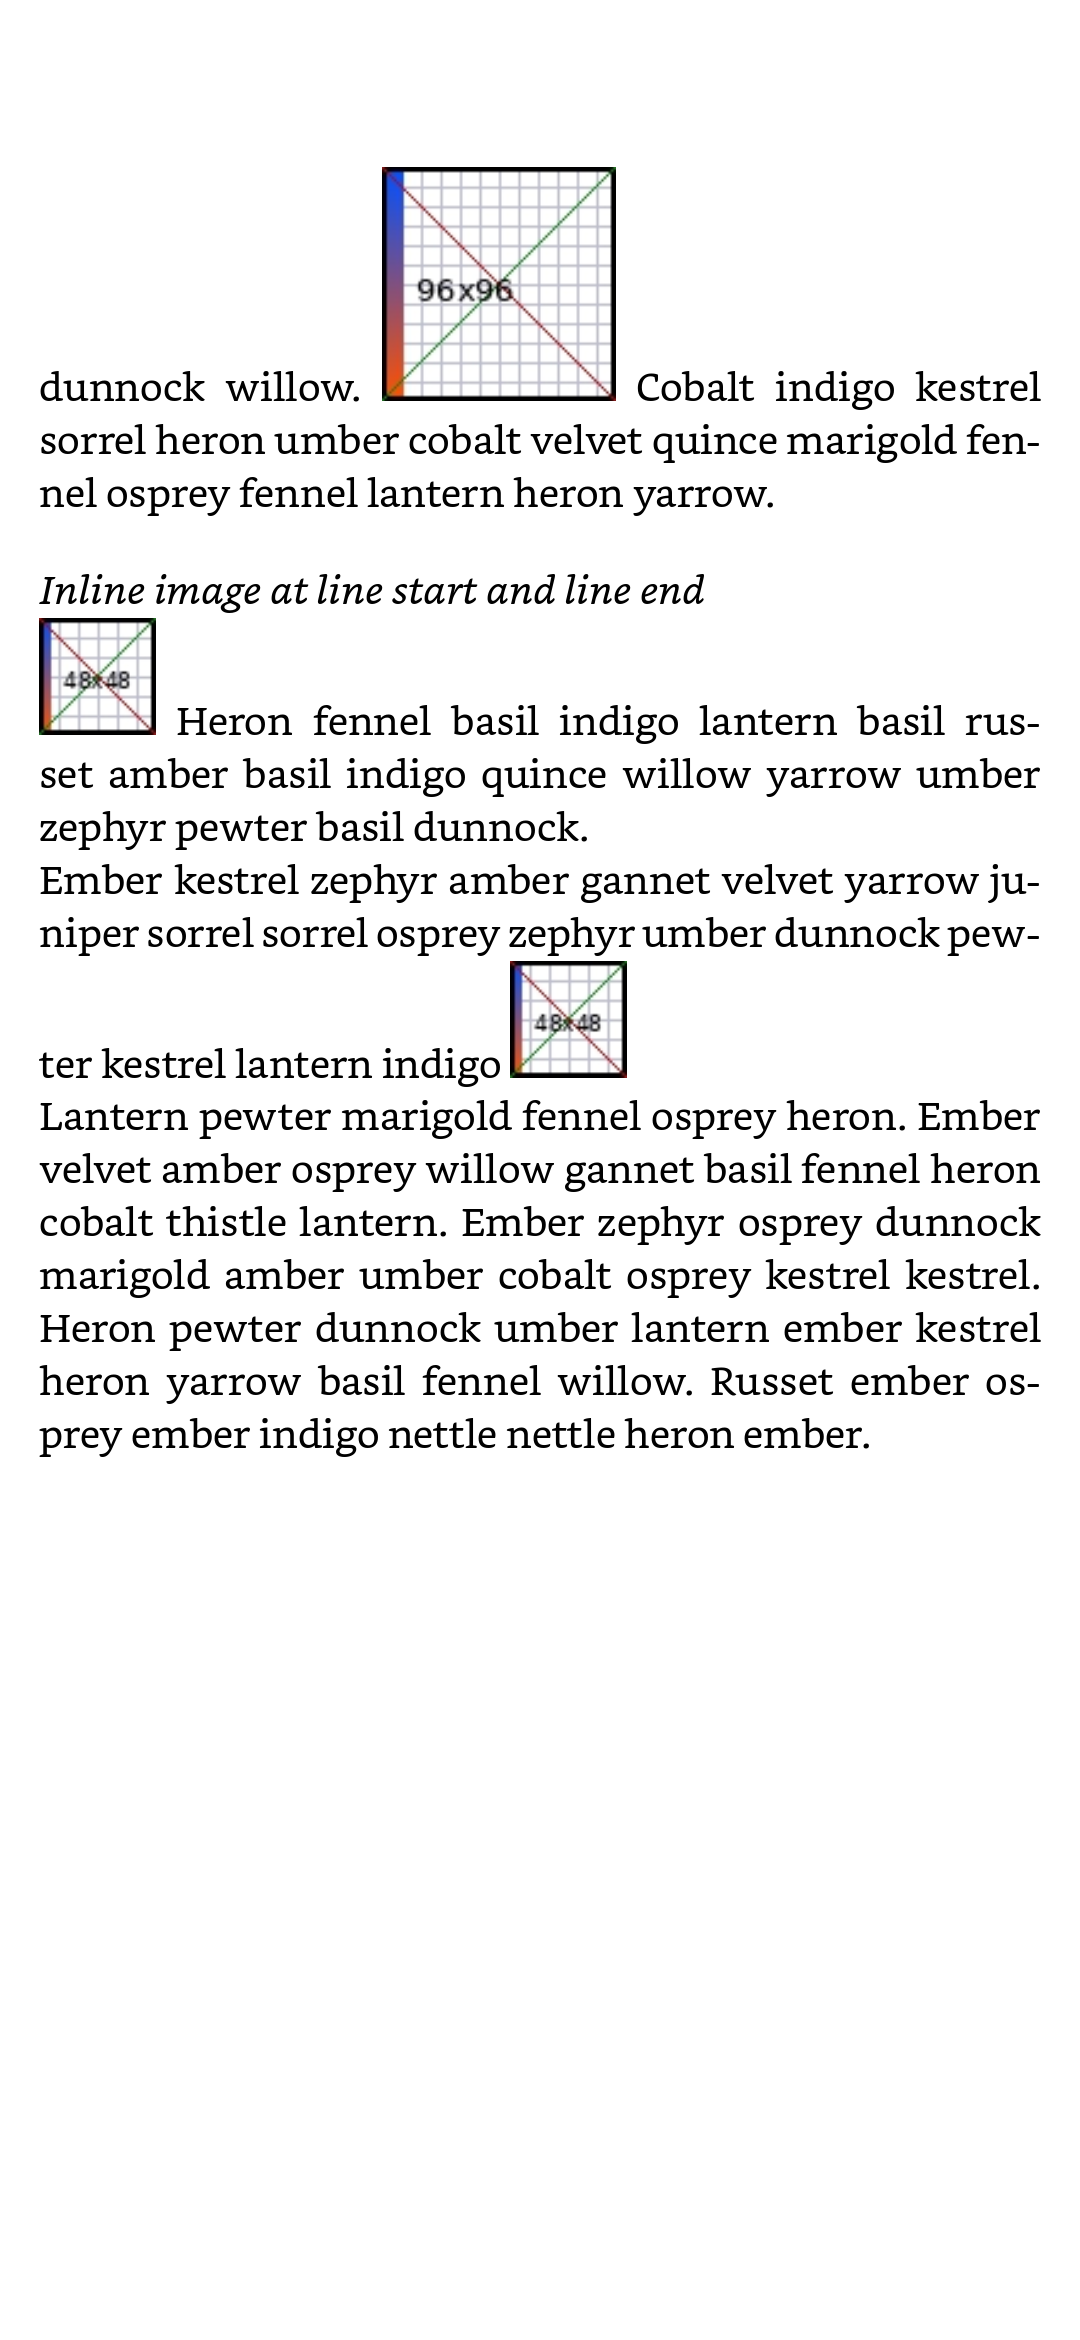 96x96
dunnock willow. Cobalt indigo kestrel
sorrel heron umber cobalt velvet quince marigold fen-
nel osprey fennel lantern heron yarrow.
Inline image at line start and line end
48x48
Heron fennel basil indigo lantern basil rus-
set amber basil indigo quince willow yarrow umber
zephyr pewter basil dunnock.
Ember kestrel zephyr amber gannet velvet yarrow ju-
niper sorrel sorrel osprey zephyr umber dunnock pew-
48x48
ter kestrel lantern indigo
Lantern pewter marigold fennel osprey heron. Ember
velvet amber osprey willow gannet basil fennel heron
cobalt thistle lantern. Ember zephyr osprey dunnock
marigold amber umber cobalt osprey kestrel kestrel.
Heron pewter dunnock umber lantern ember kestrel
heron yarrow basil fennel willow. Russet ember os-
prey ember indigo nettle nettle heron ember.